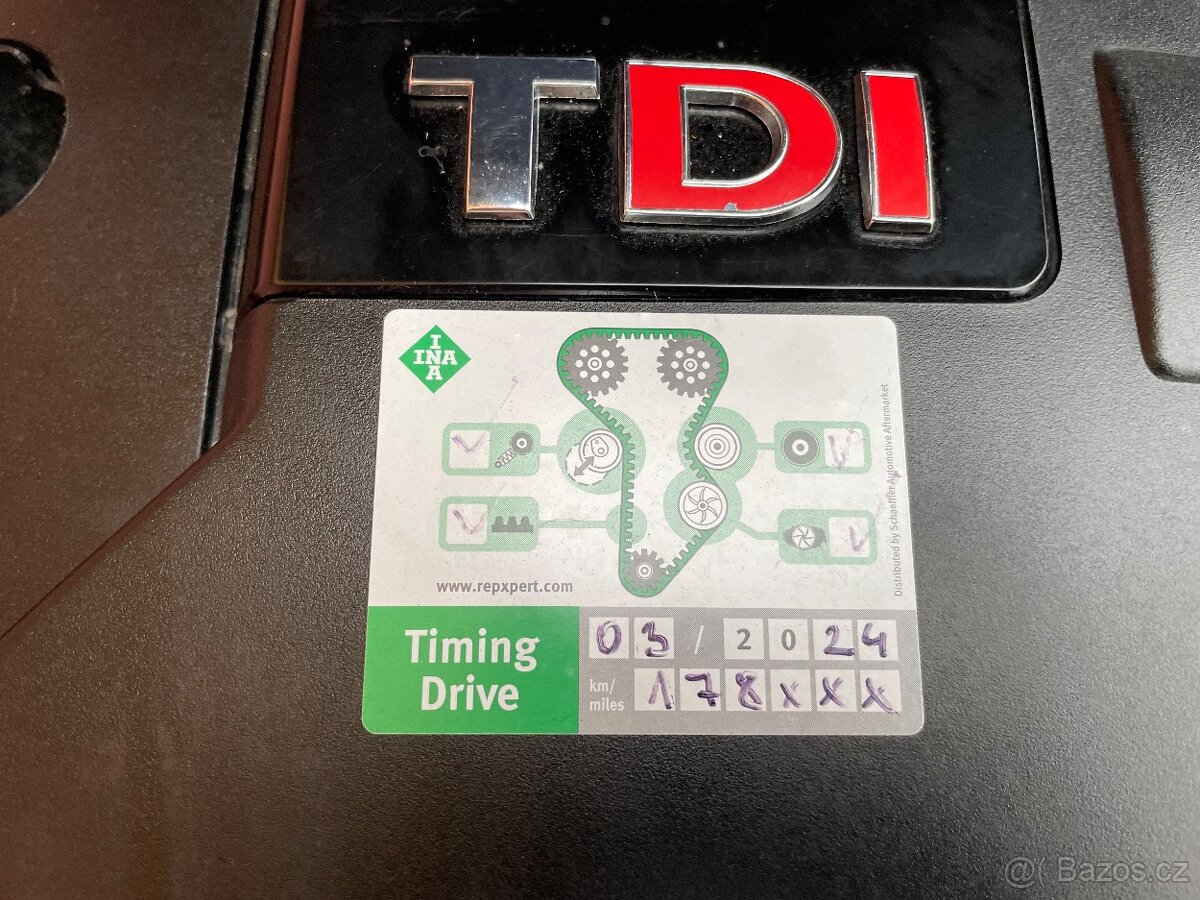 TDI
INA
INA
www.repxpert.com
Distributed by Schaeffler Automotive Aftermarket
Timing
Drive
03 / 2024
km/
miles
178xxx
@( Bazos.cz